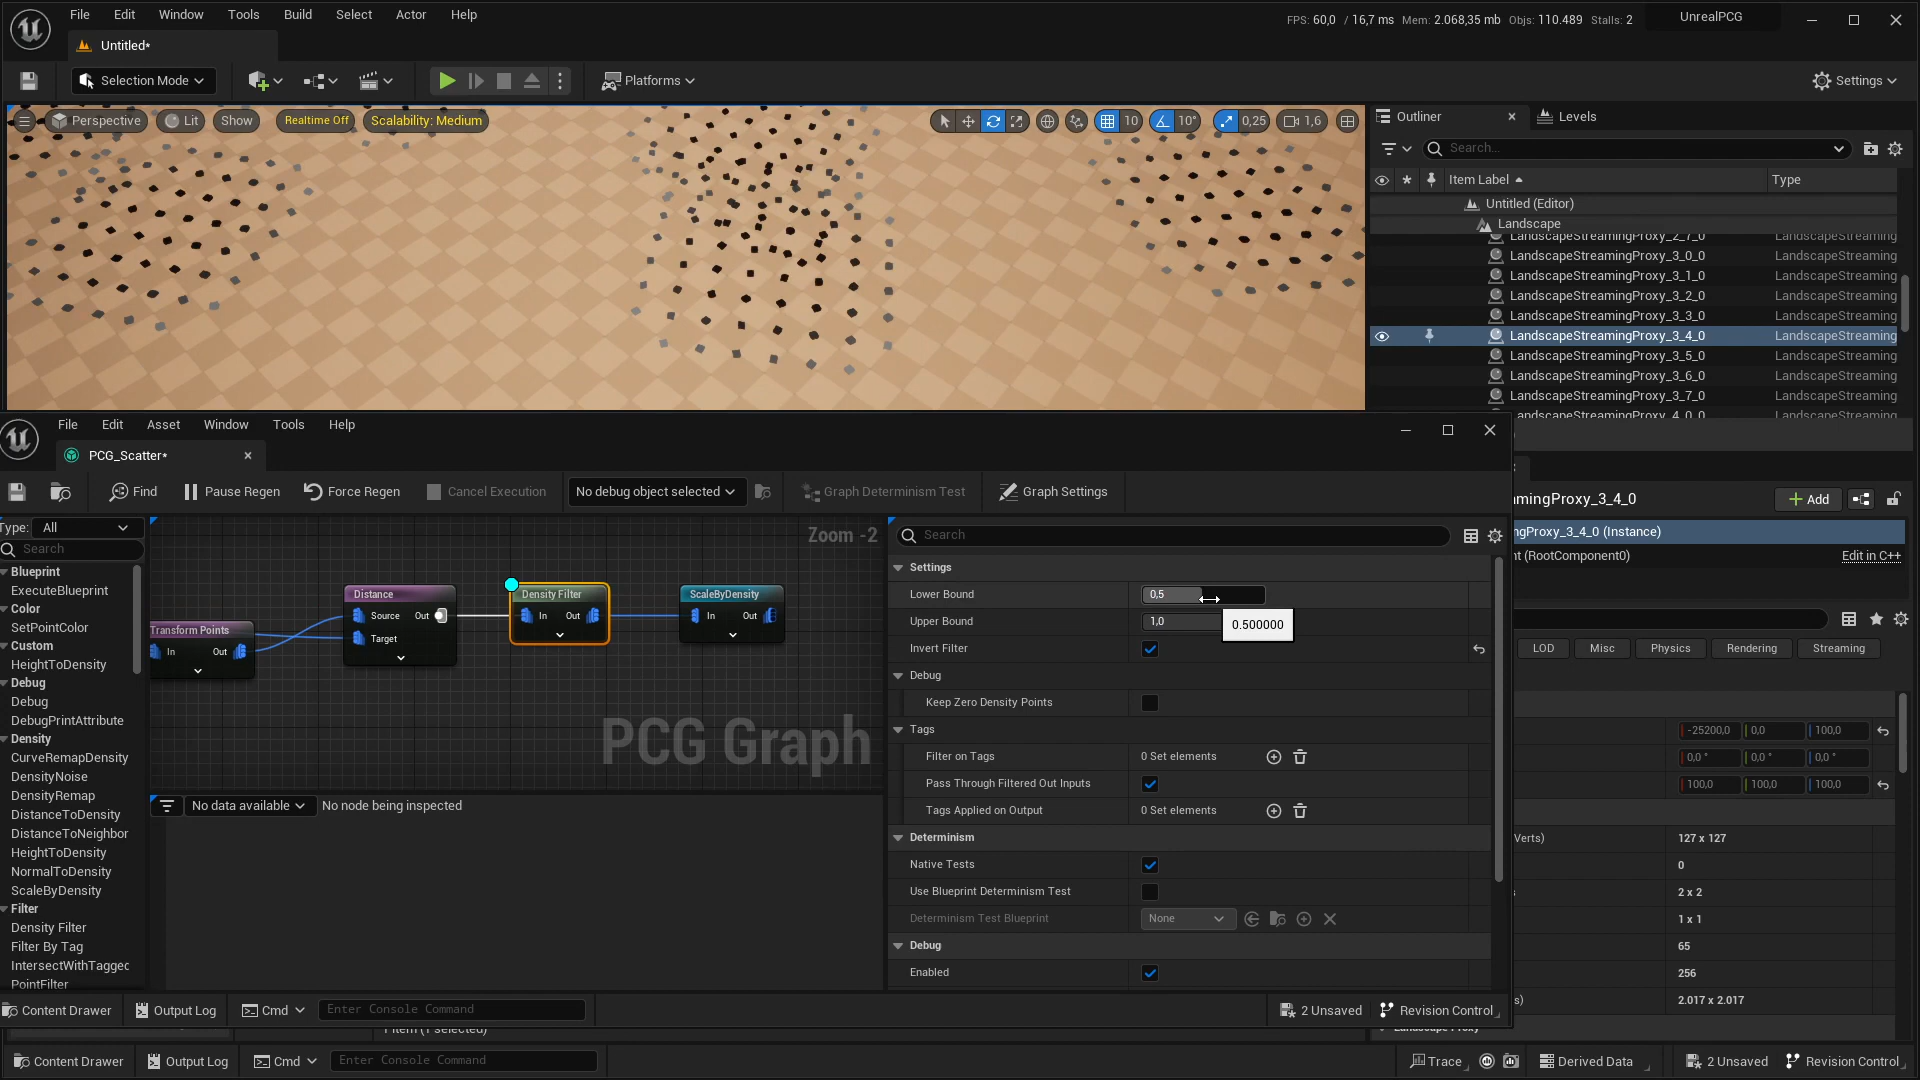 File Edit Window Tools Build Select Actor Help
FPS: 60,0 / 16,7 ms Mem: 2.068,35 mb Objs: 110.489 Stalls: 2
UnrealPCG
Untitled*
Selection Mode
Platforms
Settings
Perspective
Lit
Show
Realtime Off
Scalability: Medium
10
10°
0,25
1,6
Outliner
Levels
Search...
Item Label
Type
Untitled (Editor)
Landscape
LandscapeStreamingProxy_2_7_0 LandscapeStreaming
LandscapeStreamingProxy_3_0_0 LandscapeStreaming
LandscapeStreamingProxy_3_1_0 LandscapeStreaming
LandscapeStreamingProxy_3_2_0 LandscapeStreaming
LandscapeStreamingProxy_3_3_0 LandscapeStreaming
LandscapeStreamingProxy_3_4_0 LandscapeStreaming
LandscapeStreamingProxy_3_5_0 LandscapeStreaming
LandscapeStreamingProxy_3_6_0 LandscapeStreaming
LandscapeStreamingProxy_3_7_0 LandscapeStreaming
LandscapeStreamingProxy_4_0_0 LandscapeStreaming
File Edit Asset Window Tools Help
PCG_Scatter*
Find
Pause Regen
Force Regen
Cancel Execution
No debug object selected
Graph Determinism Test
Graph Settings
Type: All
Search
Blueprint
ExecuteBlueprint
Color
SetPointColor
Custom
HeightToDensity
Debug
Debug
DebugPrintAttribute
Density
CurveRemapDensity
DensityNoise
DensityRemap
DistanceToDensity
DistanceToNeighbor
HeightToDensity
NormalToDensity
ScaleByDensity
Filter
Density Filter
Filter By Tag
IntersectWithTagged
PointFilter
Zoom -2
Transform Points
In Out
Distance
Source Out
Target
Density Filter
In Out
ScaleByDensity
In Out
PCG Graph
No data available
No node being inspected
Search
Settings
Lower Bound 0,5
Upper Bound 1,0
0.500000
Invert Filter
Debug
Keep Zero Density Points
Tags
Filter on Tags 0 Set elements
Pass Through Filtered Out Inputs
Tags Applied on Output 0 Set elements
Determinism
Native Tests
Use Blueprint Determinism Test
Determinism Test Blueprint None
Debug
Enabled
Content Drawer
Output Log
Cmd
Enter Console Command
2 Unsaved
Revision Control
mingProxy_3_4_0
Add
ngProxy_3_4_0 (Instance)
nt (RootComponent0) Edit in C++
LOD Misc Physics Rendering Streaming
-25200,0 0,0 100,0
0,0 ° 0,0 ° 0,0 °
100,0 100,0 100,0
Verts) 127 x 127
0
2 x 2
1 x 1
65
256
s) 2.017 x 2.017
Landscape Proxy
1 item (1 selected)
Content Drawer
Output Log
Cmd
Enter Console Command
Trace
Derived Data
2 Unsaved
Revision Control